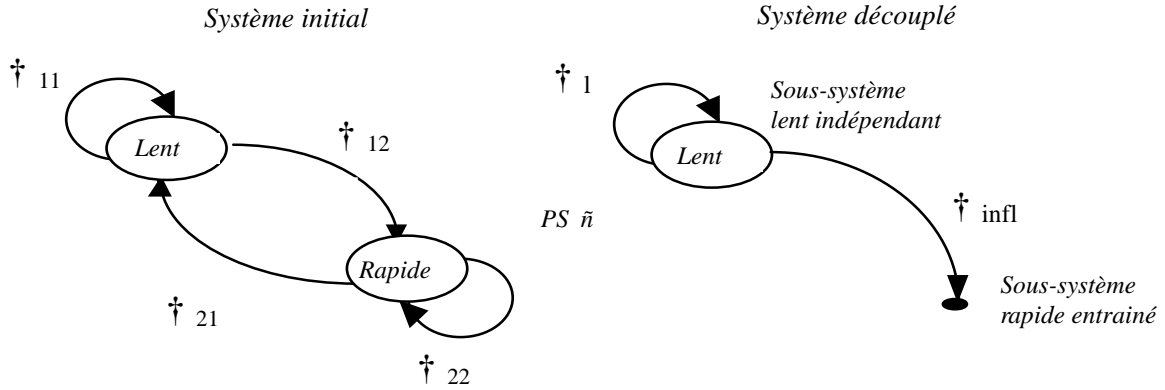 Système initial
† 11
Lent
† 12
Rapide
† 21
† 22
PS ñ
Système découplé
† l
Sous-système
lent indépendant
Lent
† infl
Sous-système
rapide entrainé